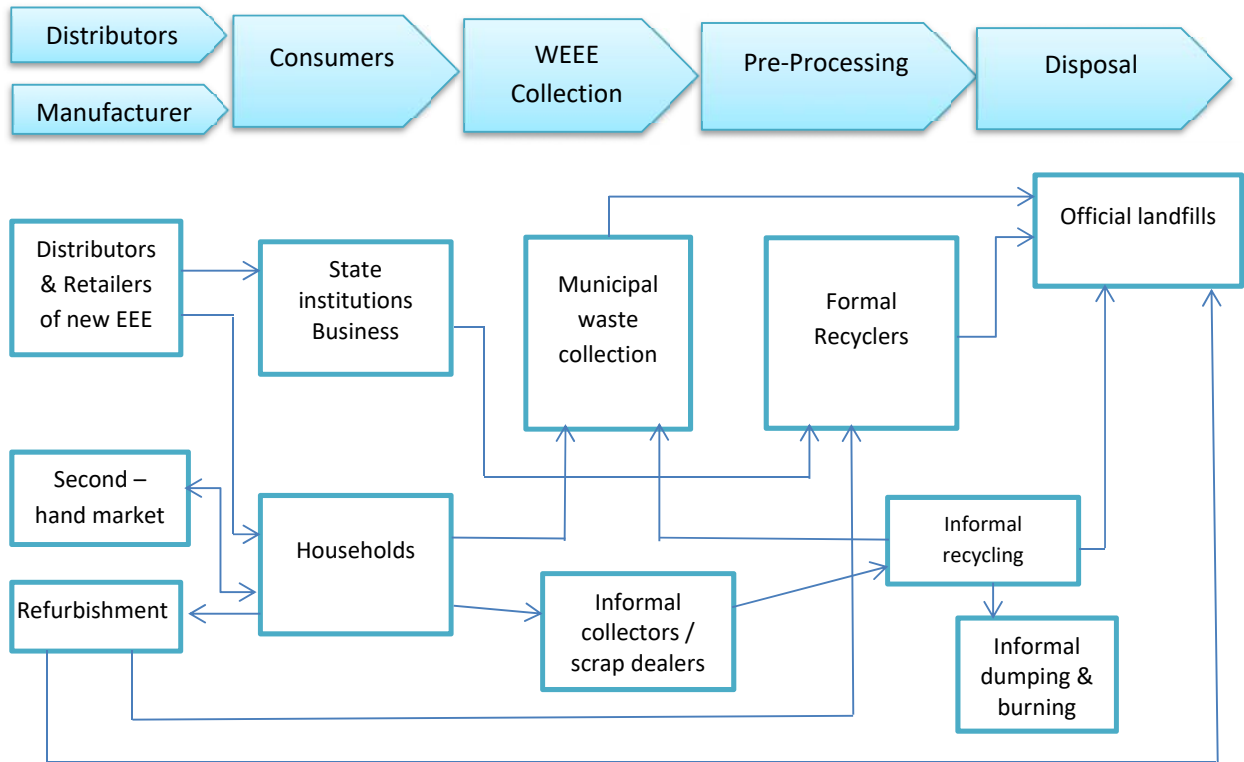 Distributors
Manufacturer
Consumers
WEEE
Collection
Pre-Processing
Disposal
Distributors
& Retailers
of new EEE
State
institutions
Business
Municipal
waste
collection
Formal
Recyclers
Official landfills
Second –
hand market
Households
Informal
recycling
Refurbishment
Informal
collectors /
scrap dealers
Informal
dumping &
burning